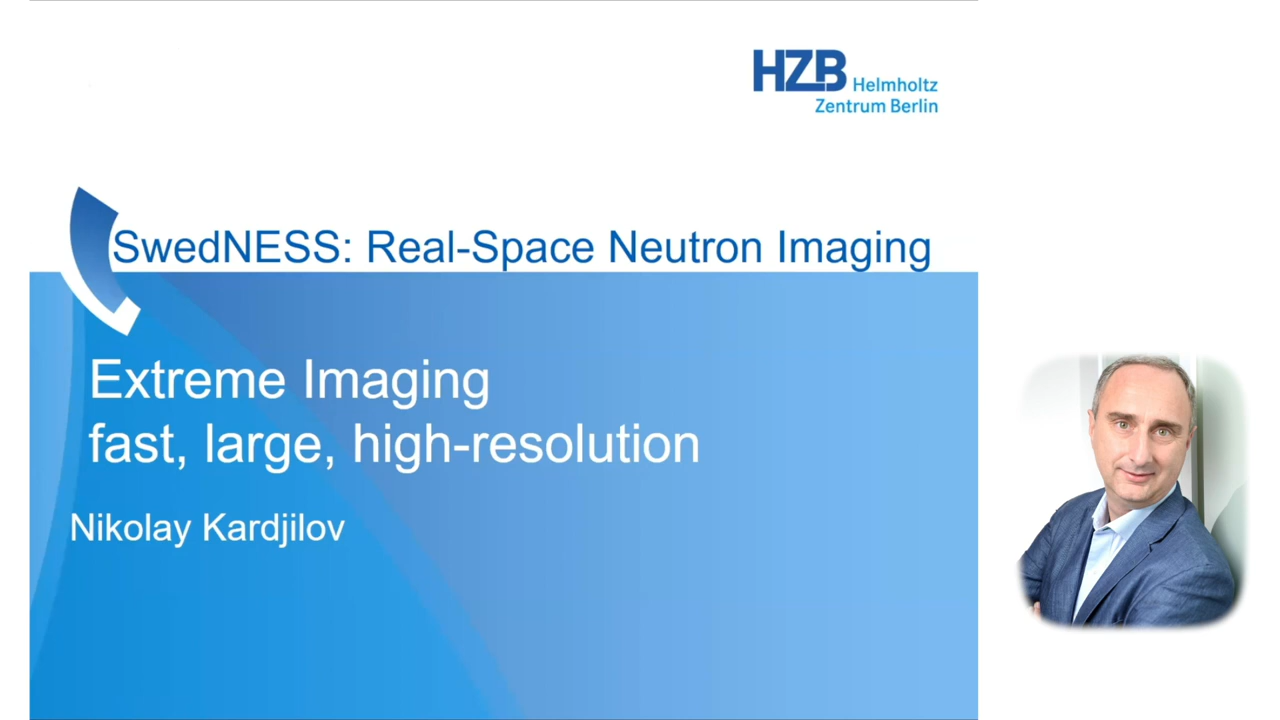 HZB Helmholtz
Zentrum Berlin
SwedNESS: Real-Space Neutron Imaging
Extreme Imaging
fast, large, high-resolution
Nikolay Kardjilov